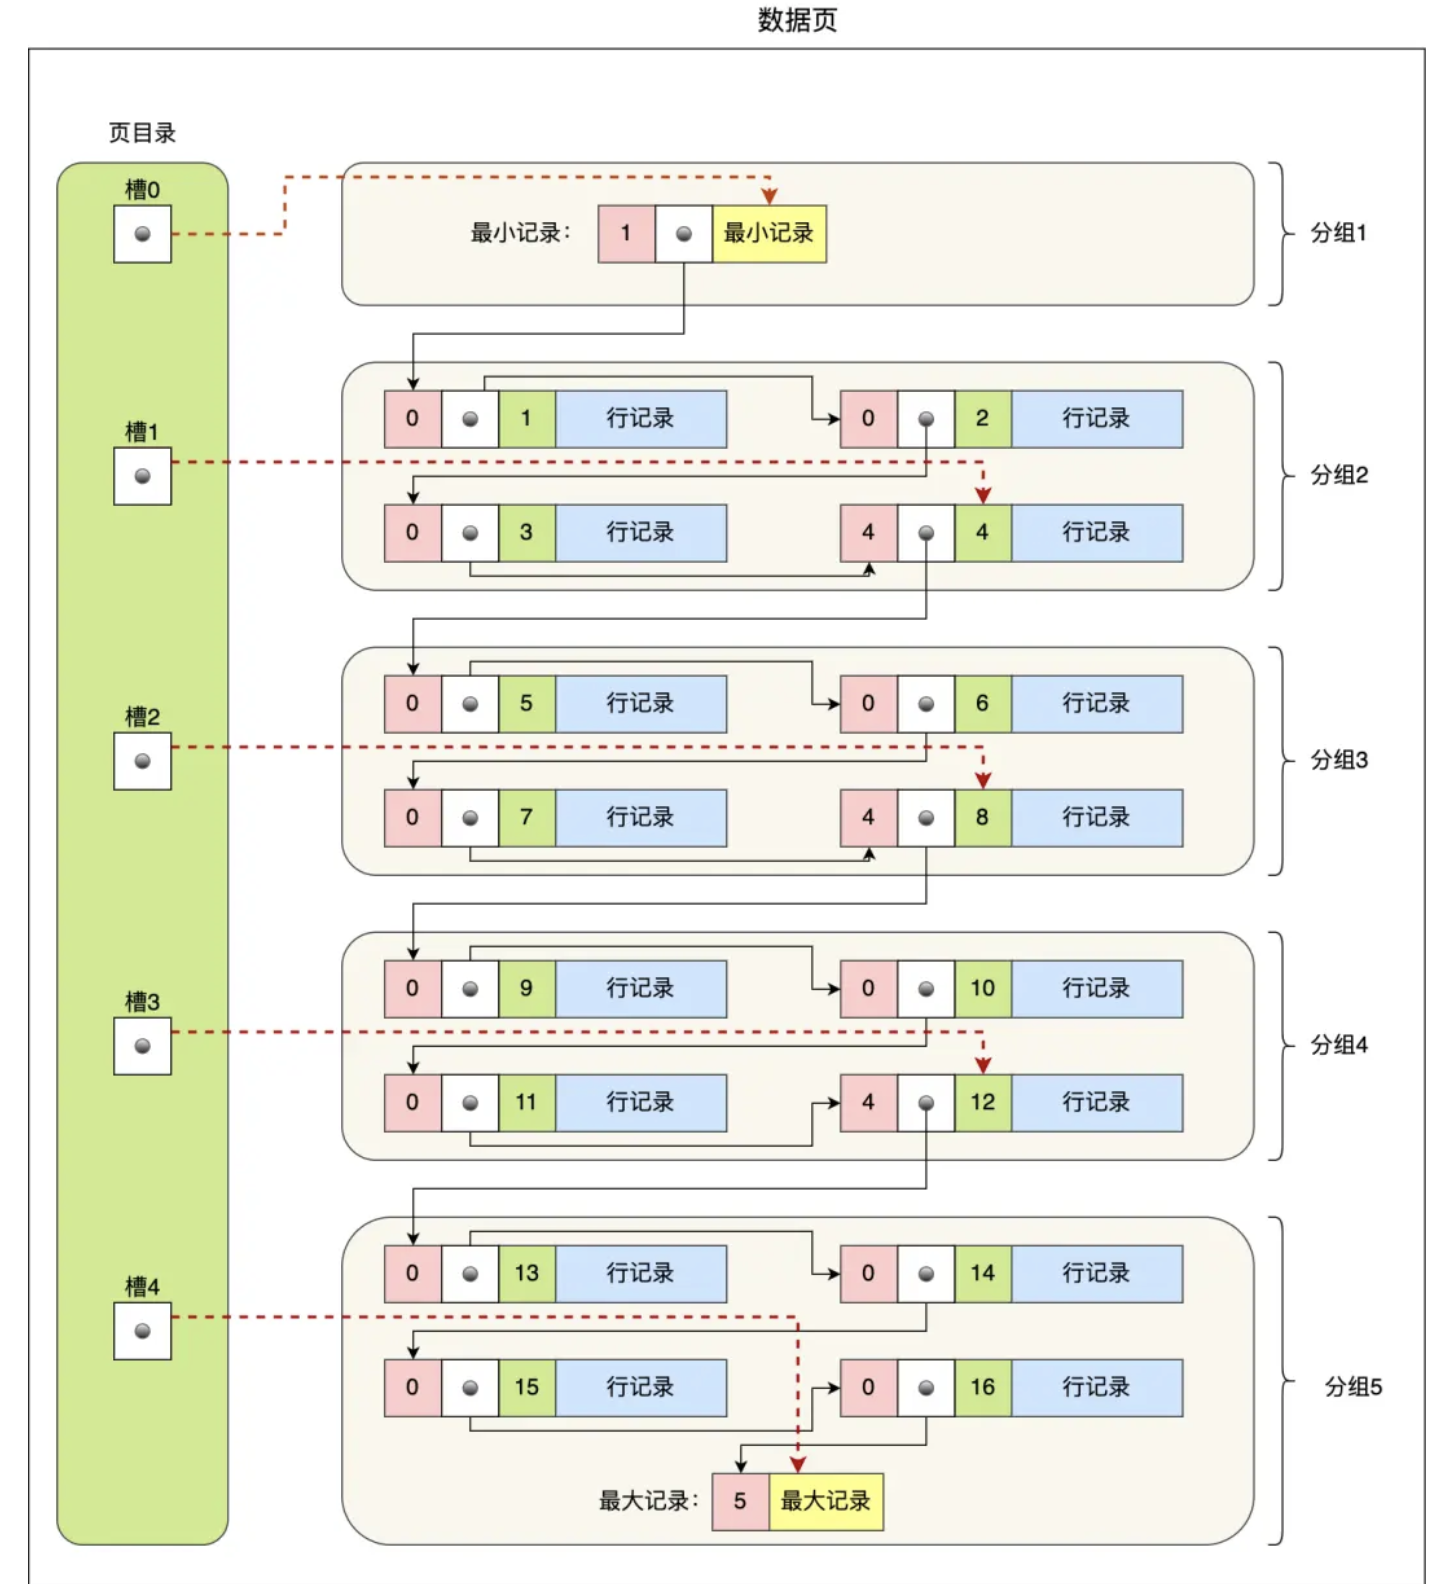 数据页
页目录
槽0
最小记录： 1 最小记录
分组1
0 1 行记录 0 2 行记录
槽1
分组2
0 3 行记录 4 4 行记录
0 5 行记录 0 6 行记录
槽2
分组3
0 7 行记录 4 8 行记录
0 9 行记录 0 10 行记录
槽3
分组4
0 11 行记录 4 12 行记录
0 13 行记录 0 14 行记录
槽4
0 15 行记录 0 16 行记录
分组5
最大记录： 5 最大记录